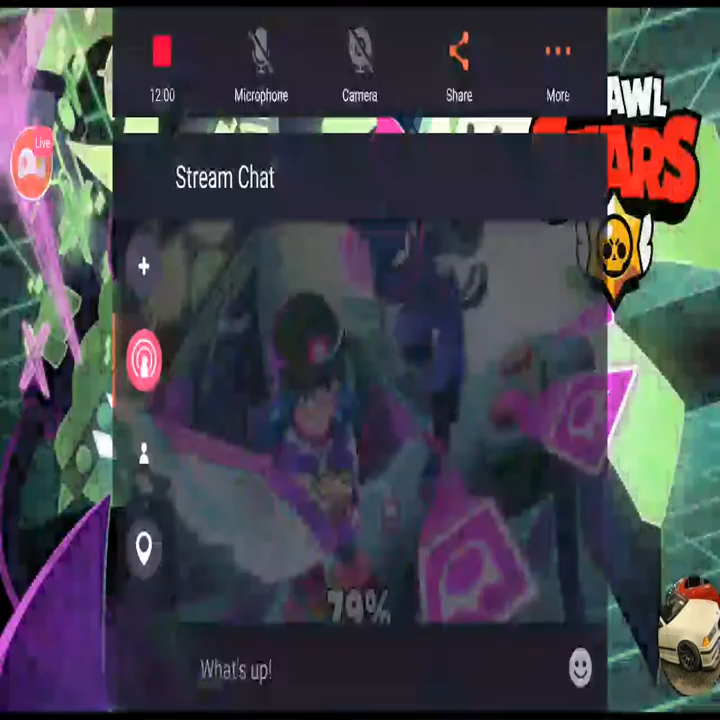 12:00
Microphone
Camera
Share
More
Live
AWL
ARS
Stream Chat
79%
What's up!